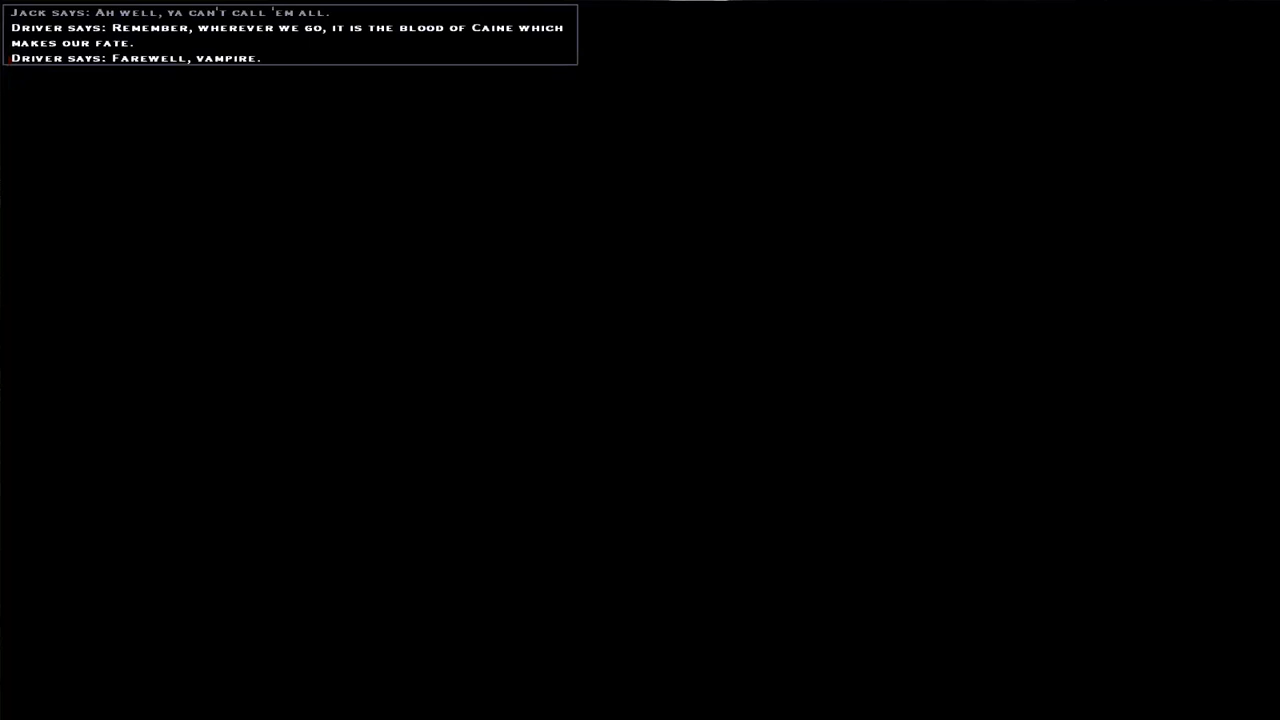 Jack says: Ah well, ya can't call 'em all.
Driver says: Remember, wherever we go, it is the blood of Caine which
makes our fate.
Driver says: Farewell, vampire.